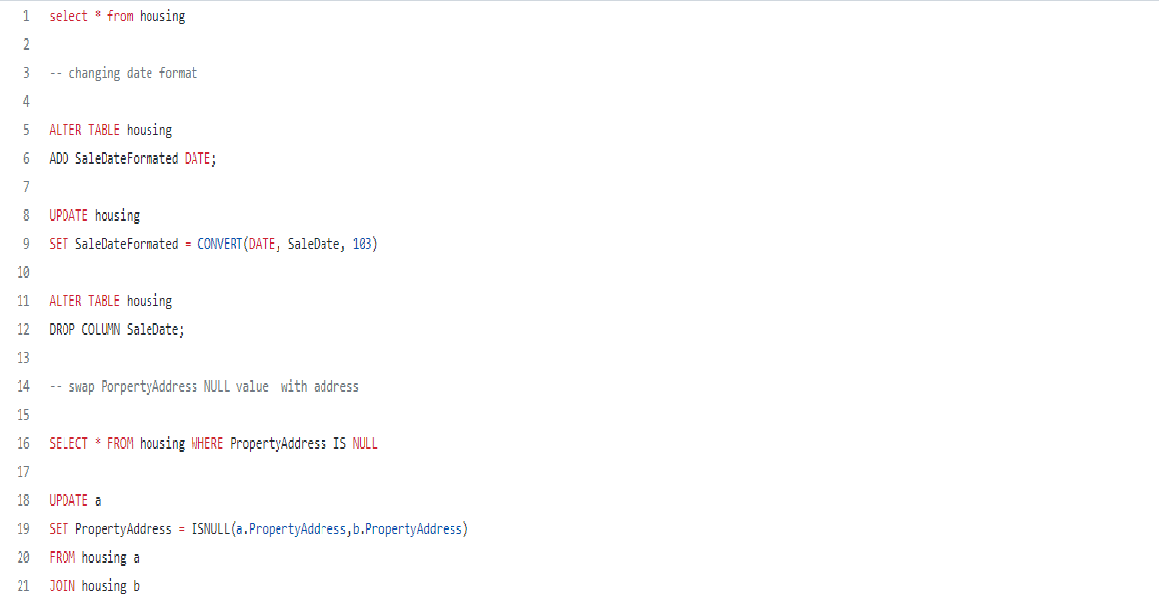 1 select * from housing
2
3 -- changing date format
4
5 ALTER TABLE housing
6 ADD SaleDateFormated DATE;
7
8 UPDATE housing
9 SET SaleDateFormated = CONVERT(DATE, SaleDate, 103)
10
11 ALTER TABLE housing
12 DROP COLUMN SaleDate;
13
14 -- swap PorpertyAddress NULL value  with address
15
16 SELECT * FROM housing WHERE PropertyAddress IS NULL
17
18 UPDATE a
19 SET PropertyAddress = ISNULL(a.PropertyAddress,b.PropertyAddress)
20 FROM housing a
21 JOIN housing b